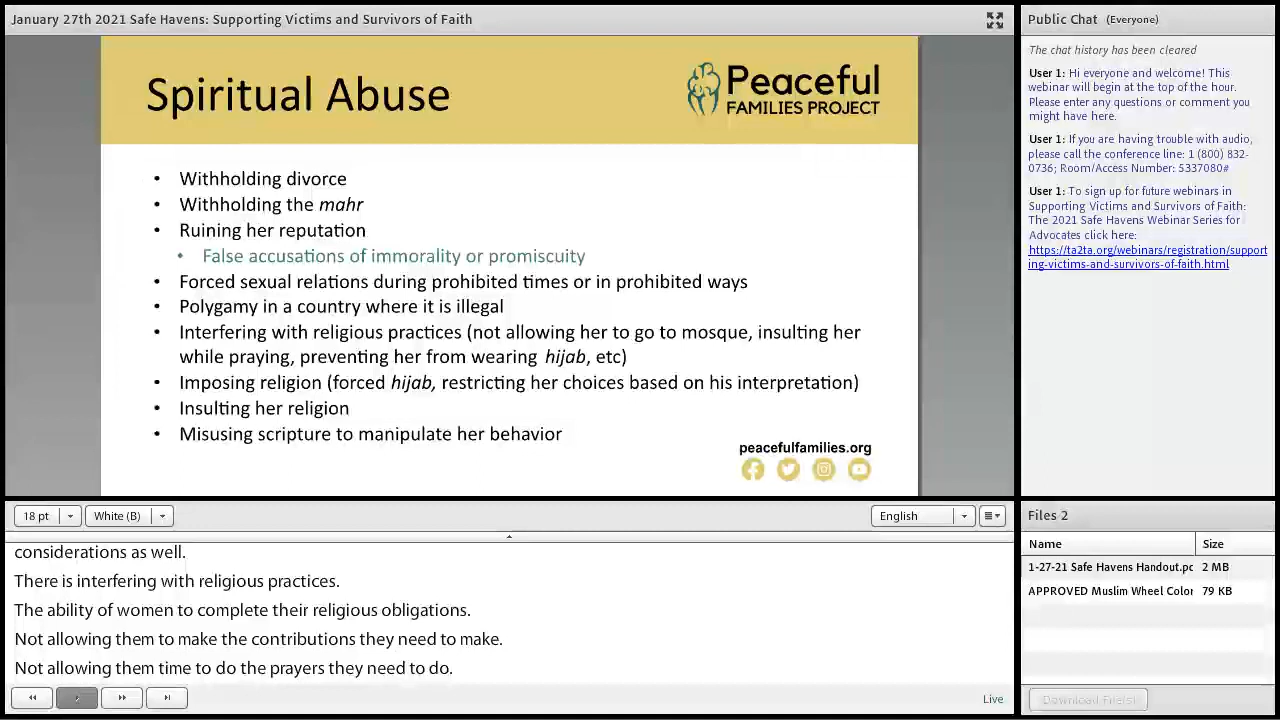 January 27th 2021 Safe Havens: Supporting Victims and Survivors of Faith
Spiritual Abuse
Peaceful
FAMILIES PROJECT
• Withholding divorce
• Withholding the mahr
• Ruining her reputation
• False accusations of immorality or promiscuity
• Forced sexual relations during prohibited times or in prohibited ways
• Polygamy in a country where it is illegal
• Interfering with religious practices (not allowing her to go to mosque, insulting her
while praying, preventing her from wearing hijab, etc)
• Imposing religion (forced hijab, restricting her choices based on his interpretation)
• Insulting her religion
• Misusing scripture to manipulate her behavior
peacefulfamilies.org
Public Chat (Everyone)
The chat history has been cleared
User 1: Hi everyone and welcome! This
webinar will begin at the top of the hour.
Please enter any questions or comment you
might have here.
User 1: If you are having trouble with audio,
please call the conference line: 1 (800) 832-
0736; Room/Access Number: 5337080#
User 1: To sign up for future webinars in
Supporting Victims and Survivors of Faith:
The 2021 Safe Havens Webinar Series for
Advocates click here:
https://ta2ta.org/webinars/registration/support
ing-victims-and-survivors-of-faith.html
18 pt White (B) English
considerations as well.
There is interfering with religious practices.
The ability of women to complete their religious obligations.
Not allowing them to make the contributions they need to make.
Not allowing them time to do the prayers they need to do.
Live
Files 2
Name Size
1-27-21 Safe Havens Handout.pc 2 MB
APPROVED Muslim Wheel Color 79 KB
Download File(s)